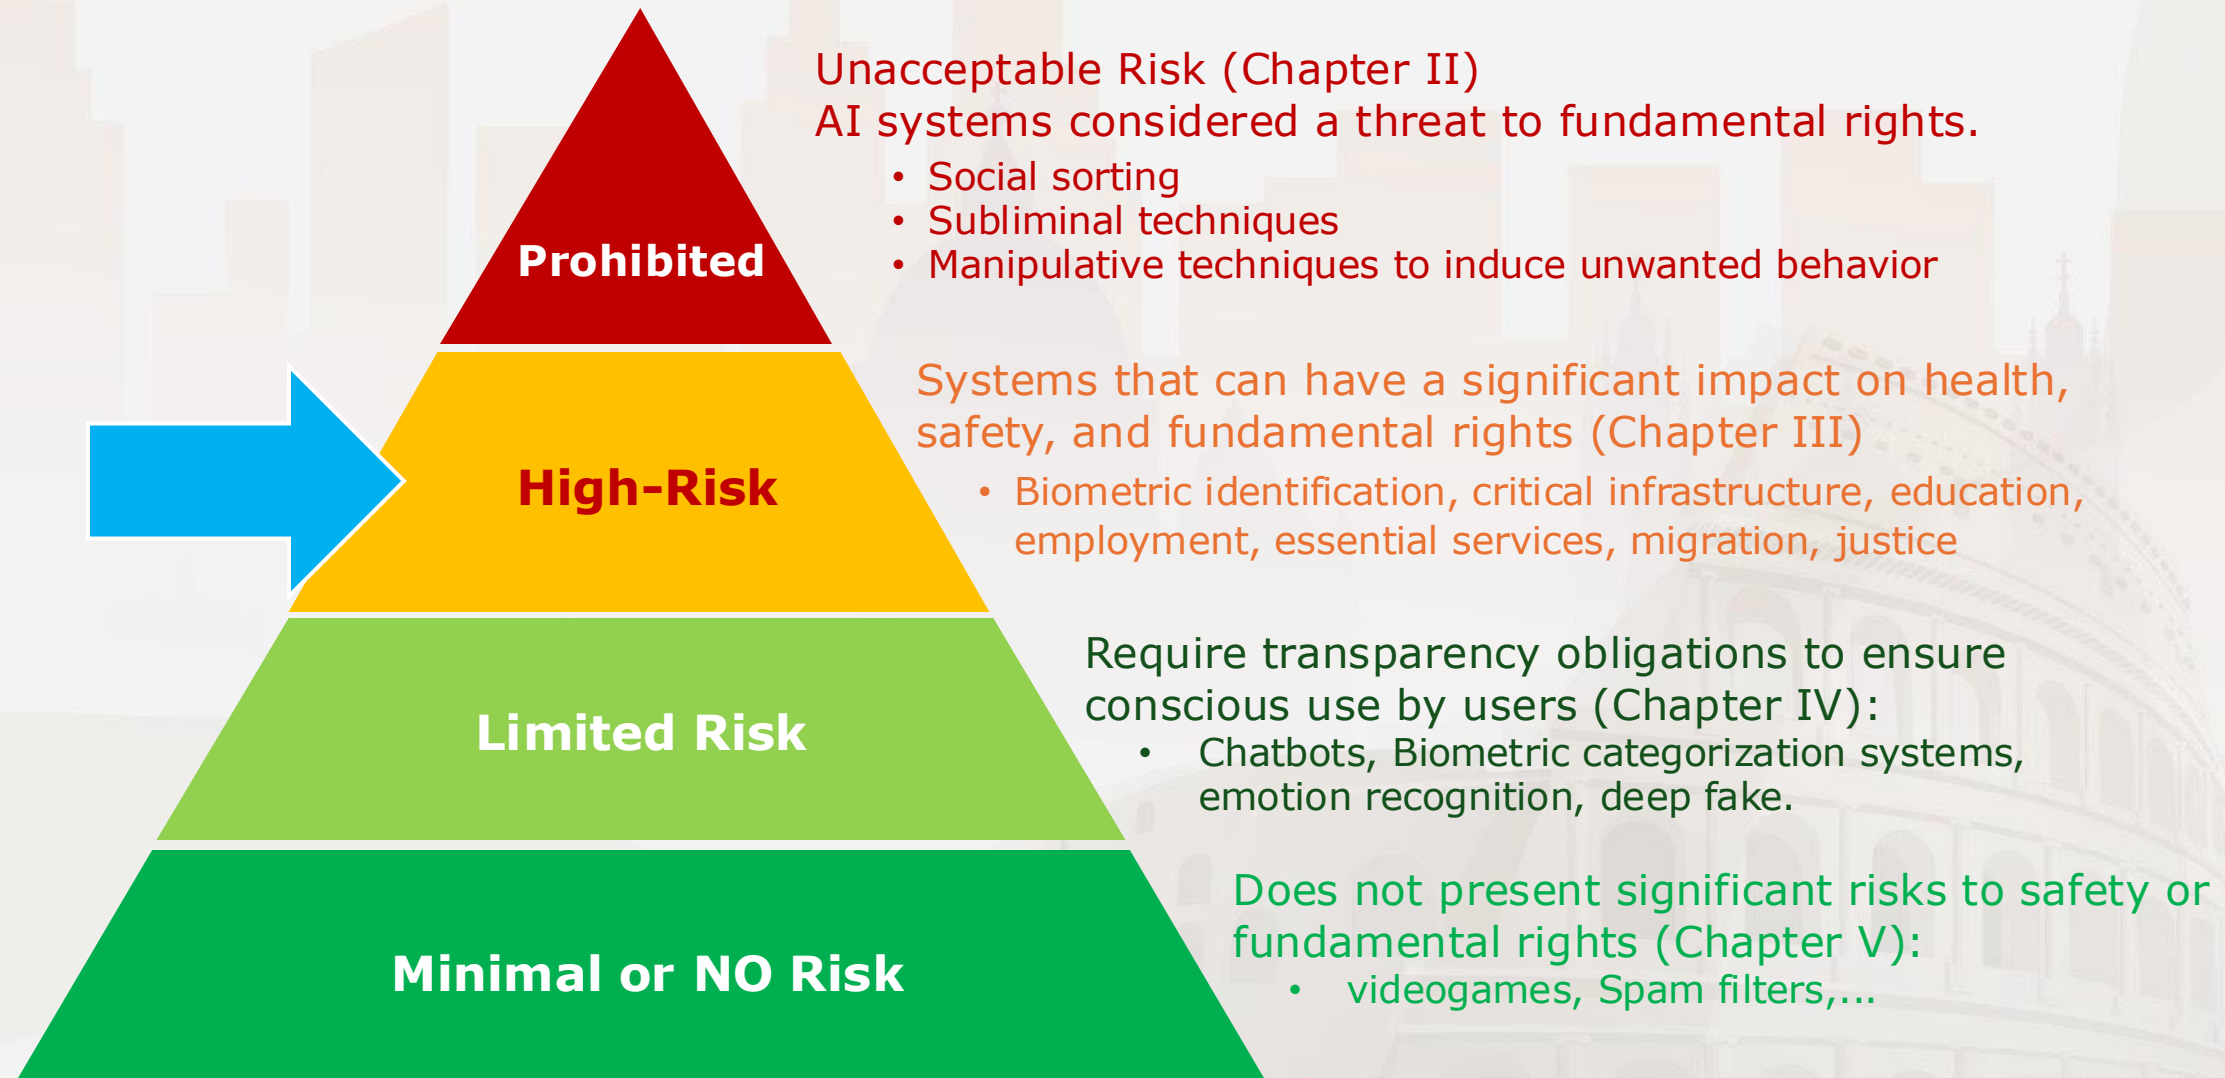 Unacceptable Risk (Chapter II)
AI systems considered a threat to fundamental rights.
• Social sorting
• Subliminal techniques
• Manipulative techniques to induce unwanted behavior
Prohibited
Systems that can have a significant impact on health,
safety, and fundamental rights (Chapter III)
• Biometric identification, critical infrastructure, education,
employment, essential services, migration, justice
High-Risk
Require transparency obligations to ensure
conscious use by users (Chapter IV):
• Chatbots, Biometric categorization systems,
emotion recognition, deep fake.
Limited Risk
Does not present significant risks to safety or
fundamental rights (Chapter V):
• videogames, Spam filters,...
Minimal or NO Risk